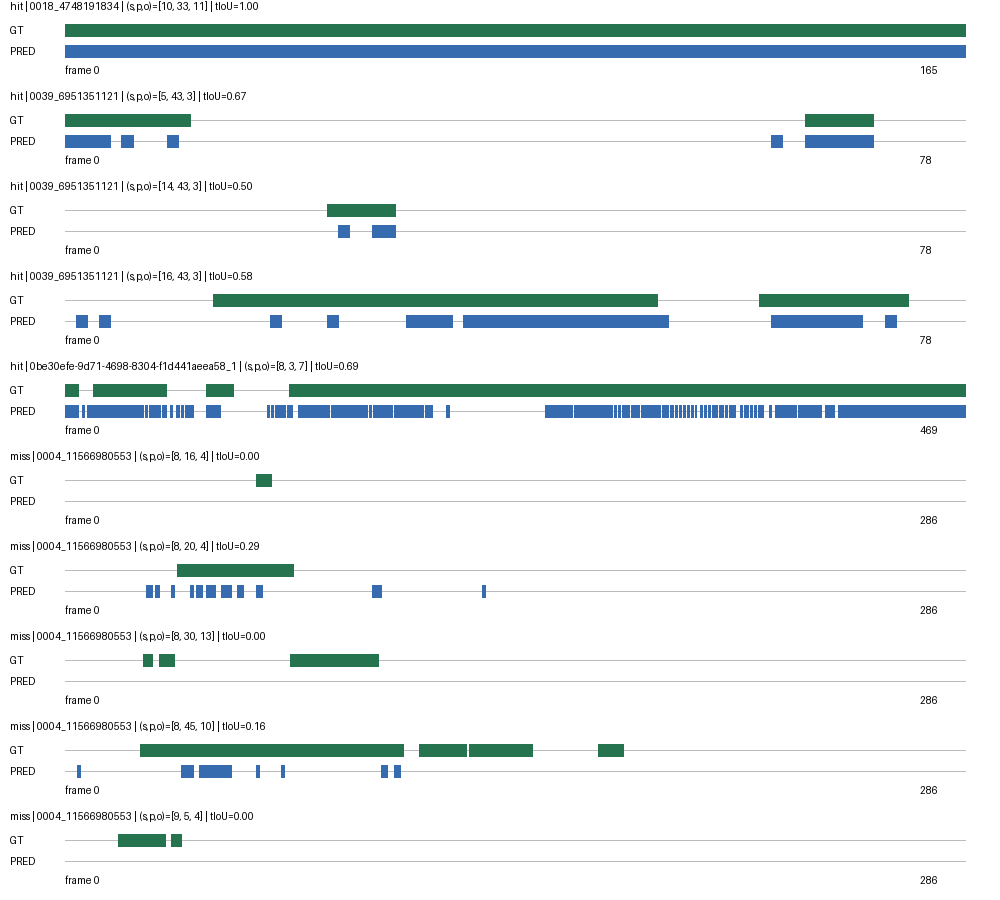 hit | 0018_4748191834 | (s,p,o)=[10, 33, 11] | tIoU=1.00
GT
PRED
frame 0 165
hit | 0039_6951351121 | (s,p,o)=[5, 43, 3] | tIoU=0.67
GT
PRED
frame 0 78
hit | 0039_6951351121 | (s,p,o)=[14, 43, 3] | tIoU=0.50
GT
PRED
frame 0 78
hit | 0039_6951351121 | (s,p,o)=[16, 43, 3] | tIoU=0.58
GT
PRED
frame 0 78
hit | 0be30efe-9d71-4698-8304-f1d441aeea58_1 | (s,p,o)=[8, 3, 7] | tIoU=0.69
GT
PRED
frame 0 469
miss | 0004_11566980553 | (s,p,o)=[8, 16, 4] | tIoU=0.00
GT
PRED
frame 0 286
miss | 0004_11566980553 | (s,p,o)=[8, 20, 4] | tIoU=0.29
GT
PRED
frame 0 286
miss | 0004_11566980553 | (s,p,o)=[8, 30, 13] | tIoU=0.00
GT
PRED
frame 0 286
miss | 0004_11566980553 | (s,p,o)=[8, 45, 10] | tIoU=0.16
GT
PRED
frame 0 286
miss | 0004_11566980553 | (s,p,o)=[9, 5, 4] | tIoU=0.00
GT
PRED
frame 0 286